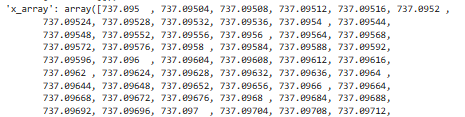 'x_array': array([737.095  , 737.09504, 737.09508, 737.09512, 737.09516, 737.0952 ,
737.09524, 737.09528, 737.09532, 737.09536, 737.0954 , 737.09544,
737.09548, 737.09552, 737.09556, 737.0956 , 737.09564, 737.09568,
737.09572, 737.09576, 737.0958 , 737.09584, 737.09588, 737.09592,
737.09596, 737.096  , 737.09604, 737.09608, 737.09612, 737.09616,
737.0962 , 737.09624, 737.09628, 737.09632, 737.09636, 737.0964 ,
737.09644, 737.09648, 737.09652, 737.09656, 737.0966 , 737.09664,
737.09668, 737.09672, 737.09676, 737.0968 , 737.09684, 737.09688,
737.09692, 737.09696, 737.097  , 737.09704, 737.09708, 737.09712,